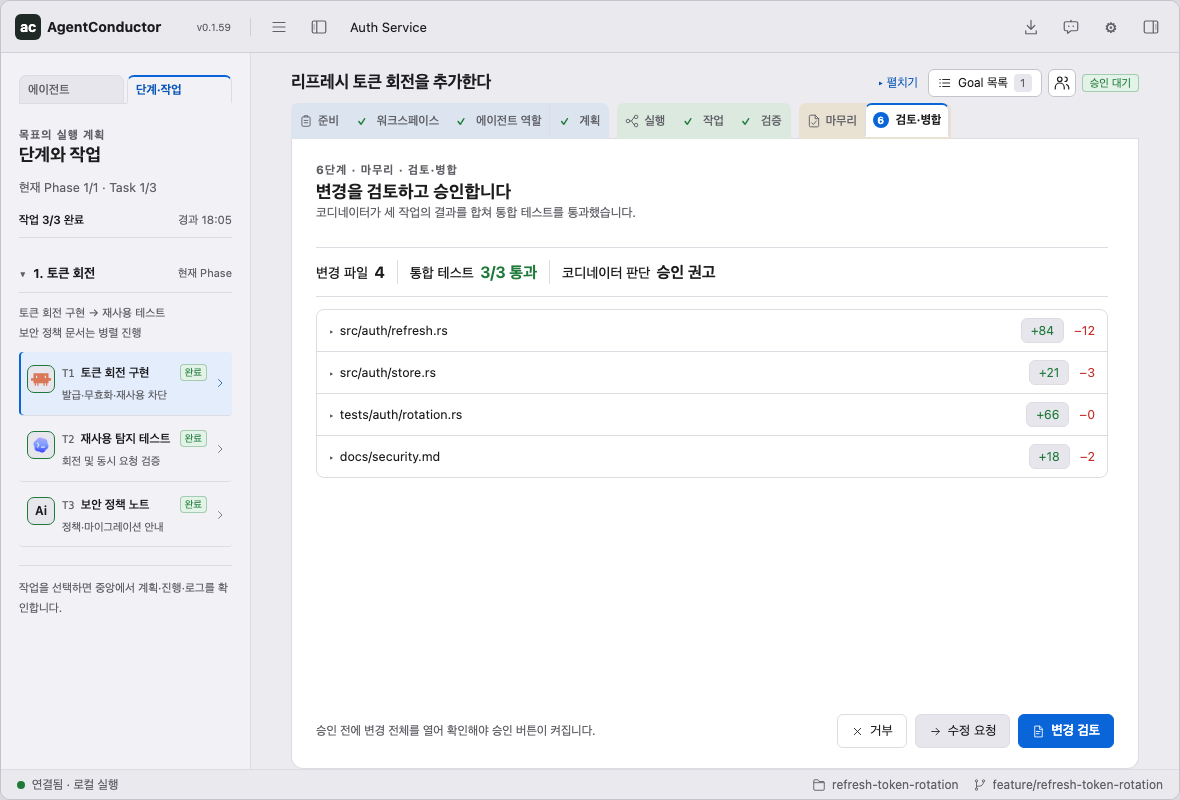 ac AgentConductor v0.1.59 Auth Service
에이전트 단계·작업
목표의 실행 계획
단계와 작업
현재 Phase 1/1 · Task 1/3
작업 3/3 완료 경과 18:05
1. 토큰 회전 현재 Phase
토큰 회전 구현 → 재사용 테스트
보안 정책 문서는 병렬 진행
T1 토큰 회전 구현 완료
발급·무효화·재사용 차단
T2 재사용 탐지 테스트 완료
회전 및 동시 요청 검증
Ai T3 보안 정책 노트 완료
정책·마이그레이션 안내
작업을 선택하면 중앙에서 계획·진행·로그를 확
인합니다.
리프레시 토큰 회전을 추가한다 펼치기 Goal 목록 1 승인 대기
준비 워크스페이스 에이전트 역할 계획 실행 작업 검증 마무리 6 검토·병합
6단계 · 마무리 · 검토·병합
변경을 검토하고 승인합니다
코디네이터가 세 작업의 결과를 합쳐 통합 테스트를 통과했습니다.
변경 파일 4 통합 테스트 3/3 통과 코디네이터 판단 승인 권고
src/auth/refresh.rs +84 −12
src/auth/store.rs +21 −3
tests/auth/rotation.rs +66 −0
docs/security.md +18 −2
승인 전에 변경 전체를 열어 확인해야 승인 버튼이 켜집니다. 거부 수정 요청 변경 검토
연결됨 · 로컬 실행 refresh-token-rotation feature/refresh-token-rotation